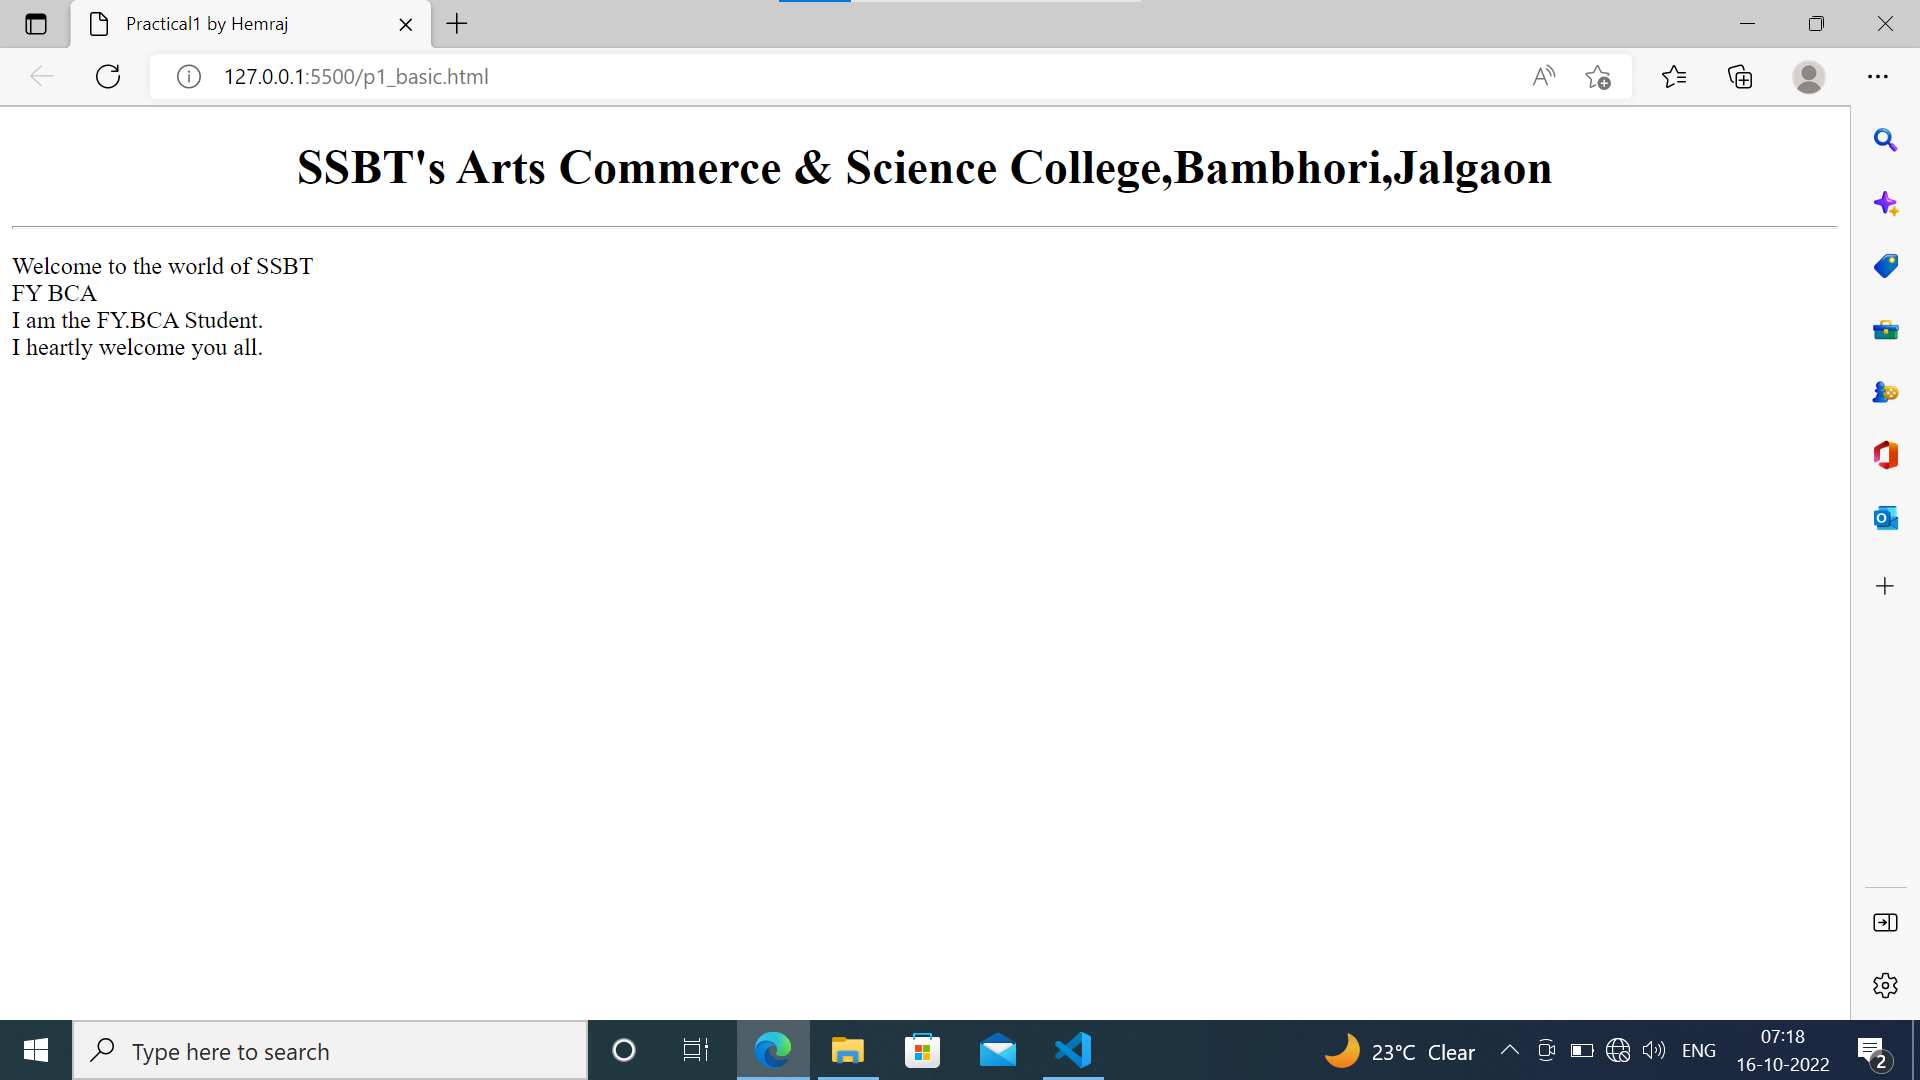 Practical1 by Hemraj
127.0.0.1:5500/p1_basic.html
SSBT's Arts Commerce & Science College,Bambhori,Jalgaon
Welcome to the world of SSBT
FY BCA
I am the FY.BCA Student.
I heartly welcome you all.
Type here to search
23°C Clear
ENG
07:18
16-10-2022
2